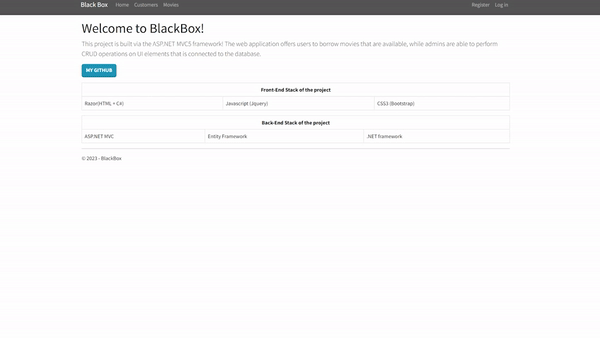 Black Box Home Customers Movies Register Log in
Welcome to BlackBox!
This project is built via the ASP.NET MVC5 framework! The web application offers users to borrow movies that are available, while admins are able to perform
CRUD operations on UI elements that is connected to the database.
MY GITHUB
Front-End Stack of the project
Razor(HTML + C#) Javascript (Jquery) CSS3 (Bootstrap)
Back-End Stack of the project
ASP.NET MVC Entity Framework .NET framework
© 2023 - BlackBox